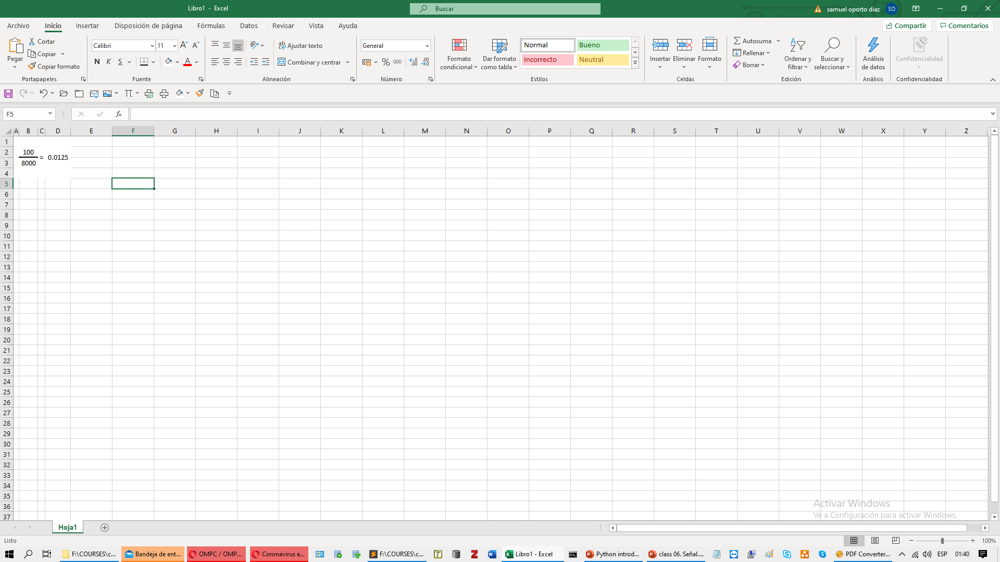 Libro1 - Excel
Buscar
samuel oporto diaz
SO
Archivo Inicio Insertar Disposición de página Fórmulas Datos Revisar Vista Ayuda
Compartir Comentarios
Pegar
Cortar
Copiar
Copiar formato
Portapapeles
Calibri 11
N K S
Fuente
Ajustar texto
Combinar y centrar
Alineación
General
% 000
Número
Formato condicional
Dar formato como tabla
Normal Bueno
Incorrecto Neutral
Estilos
Insertar Eliminar Formato
Celdas
Autosuma
Rellenar
Borrar
Ordenar y filtrar
Buscar y seleccionar
Edición
Análisis de datos
Análisis
Confidencialidad
Confidencialidad
F5
fx
A B C D E F G H I J K L M N O P Q R S T U V W X Y Z
1
2 100
= 0.0125
3 8000
4
5
6
7
8
9
10
11
12
13
14
15
16
17
18
19
20
21
22
23
24
25
26
27
28
29
30
31
32
33
34
35
36
37
Activar Windows
Ve a Configuración para activar Windows.
Hoja1
Listo
100%
F:\COURSES\c...
Bandeja de ent...
OMPC / OMP...
Coronavirus e...
F:\COURSES\c...
Libro1 - Excel
Python introd...
class 06. Señal....
PDF Converter...
ESP
01:40